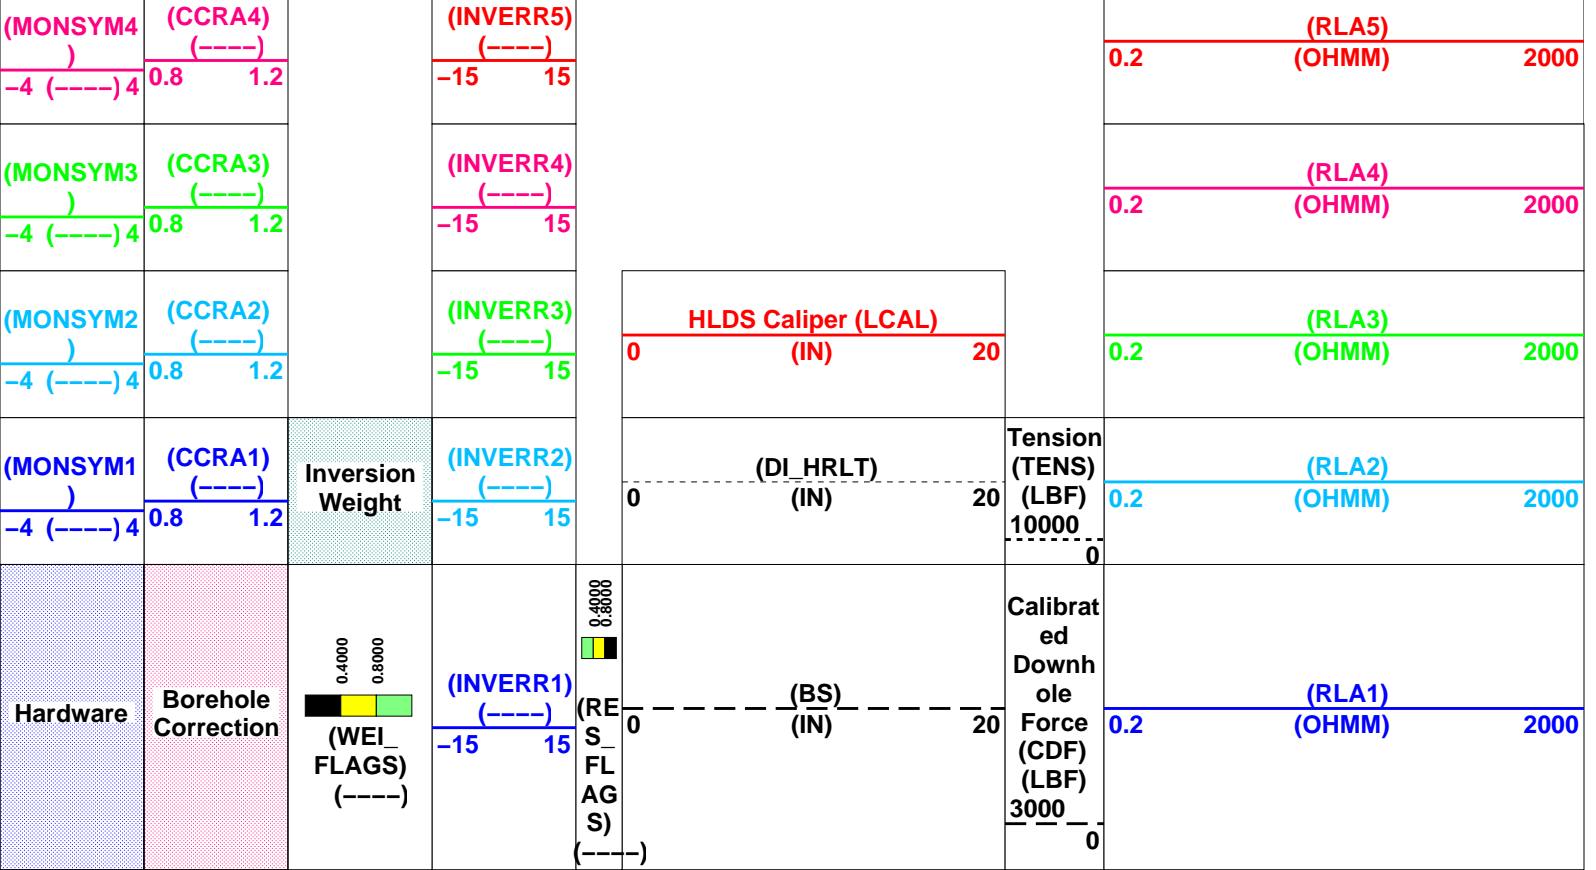 (MONSYM4
)
−4 (−−−−) 4
(CCRA4)
(−−−−)
0.8 1.2
(INVERR5)
(−−−−)
−15 15
(RLA5)
0.2 (OHMM) 2000
(MONSYM3
)
−4 (−−−−) 4
(CCRA3)
(−−−−)
0.8 1.2
(INVERR4)
(−−−−)
−15 15
(RLA4)
0.2 (OHMM) 2000
(MONSYM2
)
−4 (−−−−) 4
(CCRA2)
(−−−−)
0.8 1.2
(INVERR3)
(−−−−)
−15 15
HLDS Caliper (LCAL)
0 (IN) 20
(RLA3)
0.2 (OHMM) 2000
(MONSYM1
)
−4 (−−−−) 4
(CCRA1)
(−−−−)
0.8 1.2
Inversion
Weight
(INVERR2)
(−−−−)
−15 15
(DI_HRLT)
0 (IN) 20
Tension
(TENS)
(LBF)
10000
0
(RLA2)
0.2 (OHMM) 2000
Hardware
Borehole
Correction
0.4000
0.8000
(WEI_
FLAGS)
(−−−−)
(INVERR1)
(−−−−)
−15 15
0.4000
0.8000
(RE
S_
FL
AG
S)
(−−−−)
(BS)
0 (IN) 20
Calibrat
ed
Downh
ole
Force
(CDF)
(LBF)
3000
0
(RLA1)
0.2 (OHMM) 2000